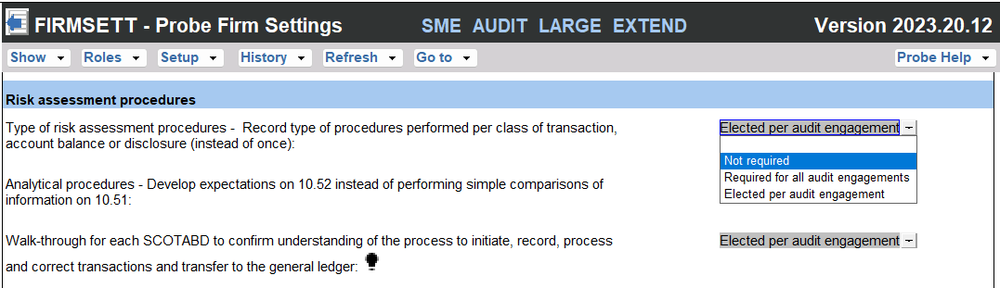 FIRMSETT - Probe Firm Settings SME AUDIT LARGE EXTEND Version 2023.20.12
Show Roles Setup History Refresh Go to Probe Help
Risk assessment procedures
Type of risk assessment procedures - Record type of procedures performed per class of transaction,
account balance or disclosure (instead of once):
Elected per audit engagement
Not required
Required for all audit engagements
Elected per audit engagement
Analytical procedures - Develop expectations on 10.52 instead of performing simple comparisons of
information on 10.51:
Walk-through for each SCOTABD to confirm understanding of the process to initiate, record, process
and correct transactions and transfer to the general ledger:
Elected per audit engagement